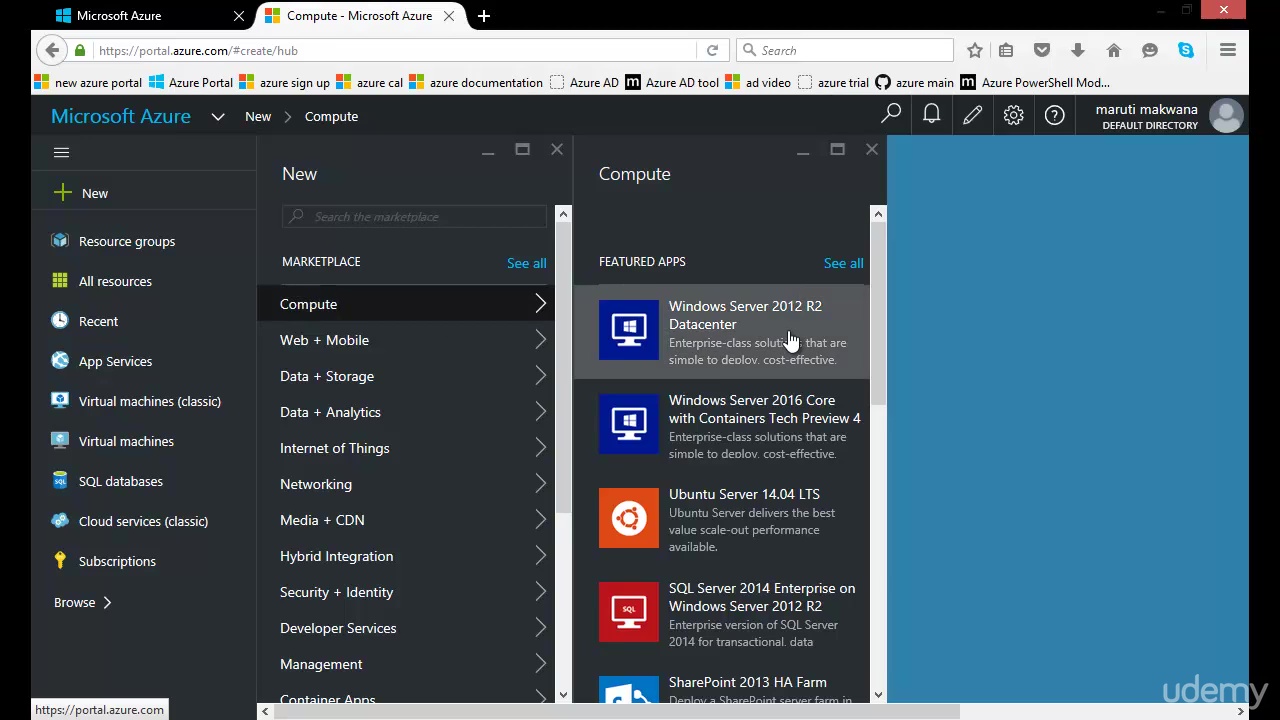 Microsoft Azure
Compute - Microsoft Azure
https://portal.azure.com/#create/hub
Search
new azure portal
Azure Portal
azure sign up
azure cal
azure documentation
Azure AD
Azure AD tool
ad video
azure trial
azure main
Azure PowerShell Mod...
Microsoft Azure
New
Compute
maruti makwana
DEFAULT DIRECTORY
New
Resource groups
All resources
Recent
App Services
Virtual machines (classic)
Virtual machines
SQL databases
Cloud services (classic)
Subscriptions
Browse
New
Search the marketplace
MARKETPLACE
See all
Compute
Web + Mobile
Data + Storage
Data + Analytics
Internet of Things
Networking
Media + CDN
Hybrid Integration
Security + Identity
Developer Services
Management
Container Apps
Compute
FEATURED APPS
See all
Windows Server 2012 R2
Datacenter
Enterprise-class that are
simple to deploy, cost-effective,
Windows Server 2016 Core
with Containers Tech Preview 4
Enterprise-class solutions that are
simple to deploy, cost-effective,
Ubuntu Server 14.04 LTS
Ubuntu Server delivers the best
value scale-out performance
available.
SQL
SQL Server 2014 Enterprise on
Windows Server 2012 R2
Enterprise version of SQL Server
2014 for transactional, data
SharePoint 2013 HA Farm
Deploy a SharePoint server farm in
https://portal.azure.com
udemy